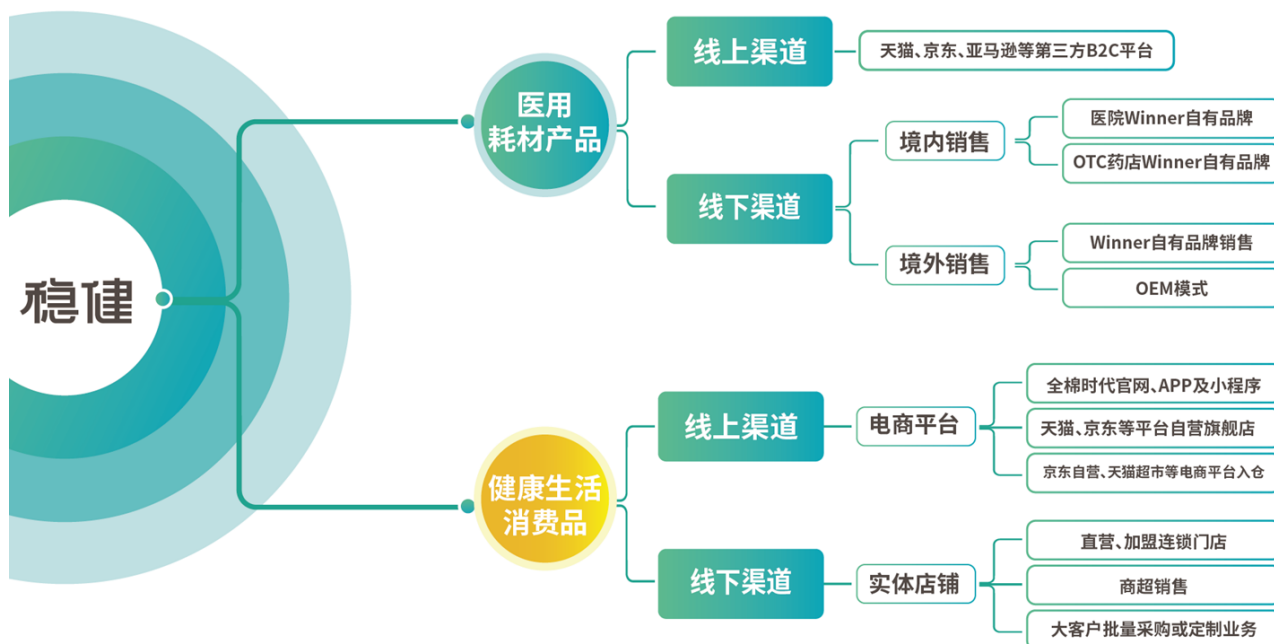 稳健
医用
耗材产品
线上渠道
天猫、京东、亚马逊等第三方B2C平台
线下渠道
境内销售
医院Winner自有品牌
OTC药店Winner自有品牌
境外销售
Winner自有品牌销售
OEM模式
健康生活
消费品
线上渠道
电商平台
全棉时代官网、APP及小程序
天猫、京东等平台自营旗舰店
京东自营、天猫超市等电商平台入仓
线下渠道
实体店铺
直营、加盟连锁门店
商超销售
大客户批量采购或定制业务